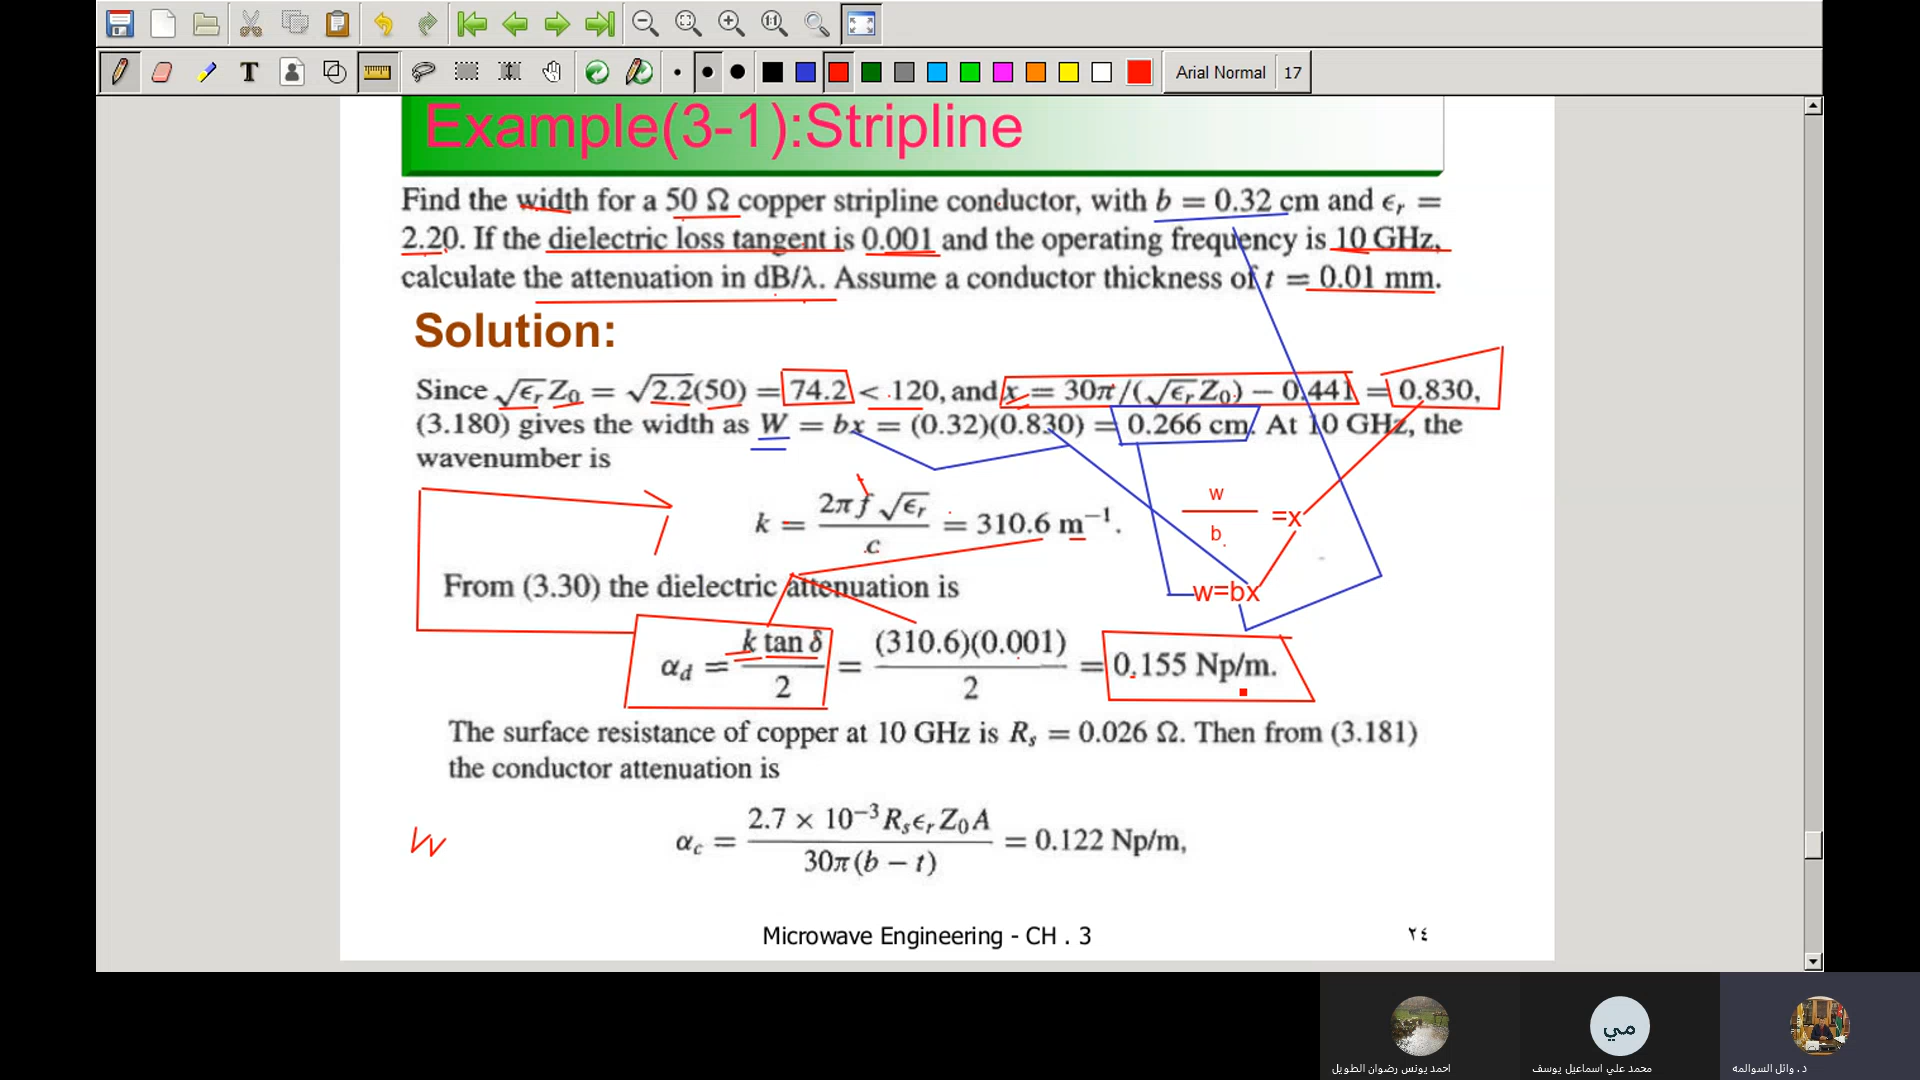 Arial Normal 17
Example(3-1):Stripline
Find the width for a 50 Ω copper stripline conductor, with b = 0.32 cm and ϵr =
2.20. If the dielectric loss tangent is 0.001 and the operating frequency is 10 GHz,
calculate the attenuation in dB/λ. Assume a conductor thickness of t = 0.01 mm.
Solution:
Since √ϵr Z0 = √2.2(50) = 74.2 < 120, and x = 30π/(√ϵr Z0) − 0.441 = 0.830,
(3.180) gives the width as W = bx = (0.32)(0.830) = 0.266 cm. At 10 GHz, the
wavenumber is
k = 2πf√ϵr / c = 310.6 m⁻¹.
w
b
=x
From (3.30) the dielectric attenuation is
w=bx
αd = k tan δ / 2 = (310.6)(0.001) / 2 = 0.155 Np/m.
The surface resistance of copper at 10 GHz is Rs = 0.026 Ω. Then from (3.181)
the conductor attenuation is
W
αc = 2.7 × 10⁻³ Rs ϵr Z0 A / 30π(b − t) = 0.122 Np/m,
Microwave Engineering - CH . 3
٢٤
مي
احمد يونس رضوان الطويل
محمد علي اسماعيل يوسف
د. وائل السوالمه